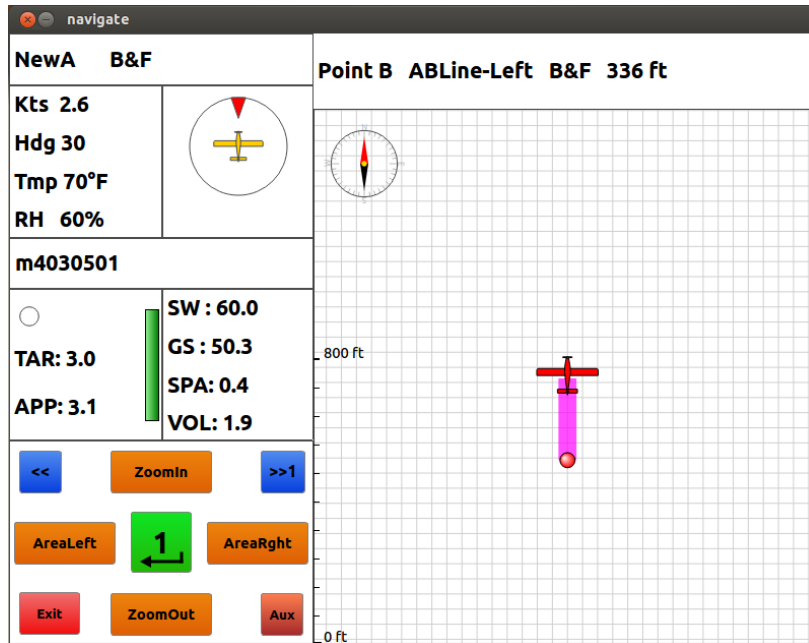 navigate
NewA B&F
Point B ABLine-Left B&F 336 ft
Kts 2.6
Hdg 30
Tmp 70°F
RH 60%
m4030501
TAR: 3.0
APP: 3.1
SW : 60.0
GS : 50.3
SPA: 0.4
VOL: 1.9
<< ZoomIn >>1
AreaLeft 1 AreaRght
Exit ZoomOut Aux
N
800 ft
0 ft